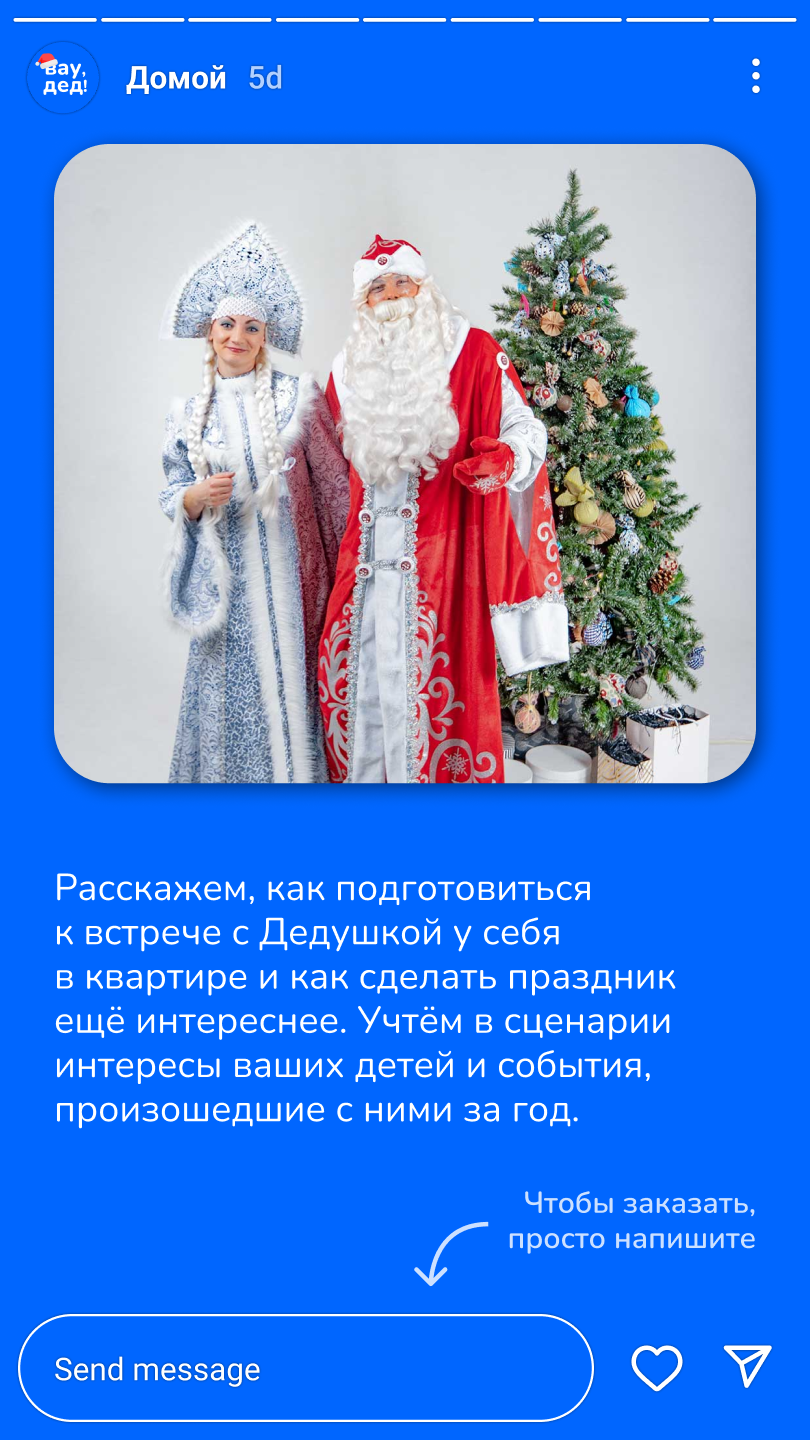 вау,
дед!
Домой 5d
Расскажем, как подготовиться
к встрече с Дедушкой у себя
в квартире и как сделать праздник
ещё интереснее. Учтём в сценарии
интересы ваших детей и события,
произошедшие с ними за год.
Чтобы заказать,
просто напишите
Send message